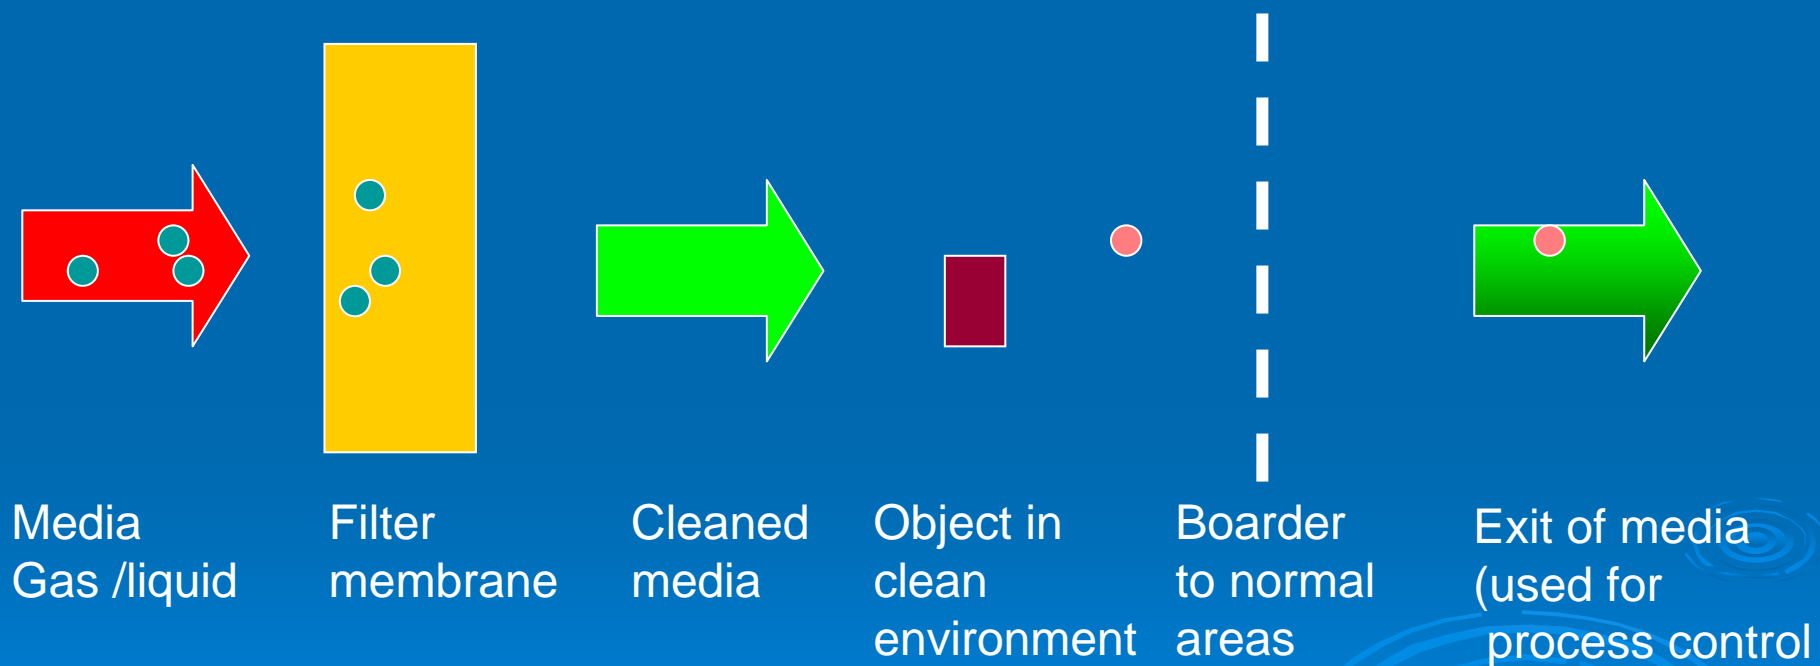 Media
Gas /liquid
Filter
membrane
Cleaned
media
Object in
clean
environment
Boarder
to normal
areas
Exit of media
(used for
process control